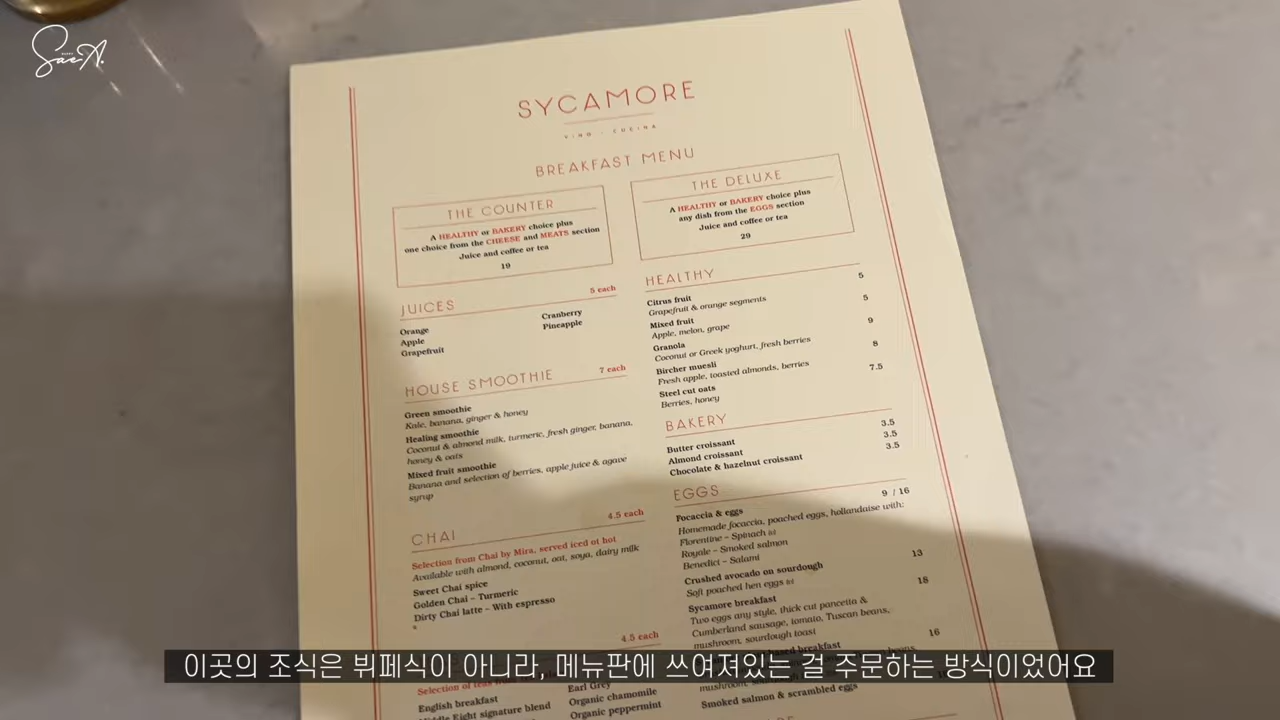 SaeA.
SYCAMORE
VINO · CUCINA
BREAKFAST MENU
THE COUNTER
A HEALTHY or BAKERY choice plus
one choice from the CHEESE and MEATS section
Juice and coffee or tea
19
THE DELUXE
A HEALTHY or BAKERY choice plus
any dish from the EGGS section
Juice and coffee or tea
29
JUICES 5 each
Orange
Apple
Grapefruit
Cranberry
Pineapple
HOUSE SMOOTHIE 7 each
Green smoothie
Kale, banana, ginger & honey
Healing smoothie
Coconut & almond milk, turmeric, fresh ginger, banana,
honey & oats
Mixed fruit smoothie
Banana and selection of berries, apple juice & agave
syrup
CHAI 4.5 each
Selection from Chai by Mira, served iced or hot
Available with almond, coconut, oat, soya, dairy milk
Sweet Chai spice
Golden Chai – Turmeric
Dirty Chai latte – With espresso
4.5 each
Selection of teas
English breakfast
Middle Eight signature blend
Earl Grey
Organic chamomile
Organic peppermint
HEALTHY
Citrus fruit 5
Grapefruit & orange segments
Mixed fruit 5
Apple, melon, grape
Granola 9
Coconut or Greek yoghurt, fresh berries
Bircher muesli 8
Fresh apple, toasted almonds, berries
Steel cut oats 7.5
Berries, honey
BAKERY
Butter croissant 3.5
Almond croissant 3.5
Chocolate & hazelnut croissant 3.5
EGGS
Focaccia & eggs 9 / 16
Homemade focaccia, poached eggs, hollandaise with:
Florentine – Spinach
Royale – Smoked salmon
Benedict – Salami
Crushed avocado on sourdough 13
Soft poached hen eggs
Sycamore breakfast 18
Two eggs any style, thick cut pancetta &
Cumberland sausage, tomato, Tuscan beans,
mushroom, sourdough toast
based breakfast 16
beans,
mushroom,
Smoked salmon & scrambled eggs
이곳의 조식은 뷔페식이 아니라, 메뉴판에 쓰여져있는 걸 주문하는 방식이었어요